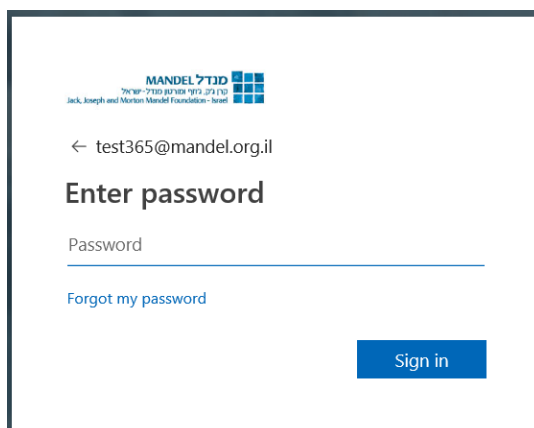 MANDEL מנדל
קרן ג'ק, ג'וזף ומורטון מנדל-ישראל
Jack, Joseph and Morton Mandel Foundation - Israel
← test365@mandel.org.il
Enter password
Password
Forgot my password
Sign in